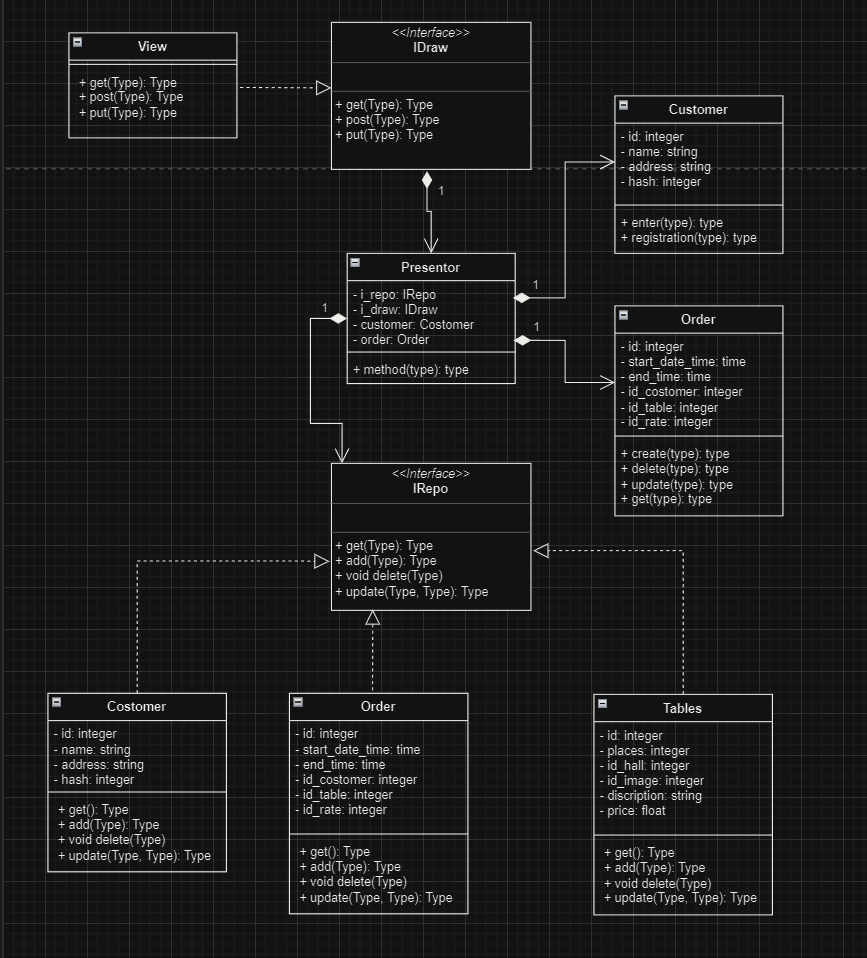 View
+ get(Type): Type
+ post(Type): Type
+ put(Type): Type
<<Interface>>
IDraw
+ get(Type): Type
+ post(Type): Type
+ put(Type): Type
1
Customer
- id: integer
- name: string
- address: string
- hash: integer
+ enter(type): type
+ registration(type): type
Presentor
- i_repo: IRepo
- i_draw: IDraw
- customer: Costomer
- order: Order
+ method(type): type
1
1
1
Order
- id: integer
- start_date_time: time
- end_time: time
- id_costomer: integer
- id_table: integer
- id_rate: integer
+ create(type): type
+ delete(type): type
+ update(type): type
+ get(type): type
<<Interface>>
IRepo
+ get(Type): Type
+ add(Type): Type
+ void delete(Type)
+ update(Type, Type): Type
Costomer
- id: integer
- name: string
- address: string
- hash: integer
+ get(): Type
+ add(Type): Type
+ void delete(Type)
+ update(Type, Type): Type
Order
- id: integer
- start_date_time: time
- end_time: time
- id_costomer: integer
- id_table: integer
- id_rate: integer
+ get(): Type
+ add(Type): Type
+ void delete(Type)
+ update(Type, Type): Type
Tables
- id: integer
- places: integer
- id_hall: integer
- id_image: integer
- discription: string
- price: float
+ get(): Type
+ add(Type): Type
+ void delete(Type)
+ update(Type, Type): Type